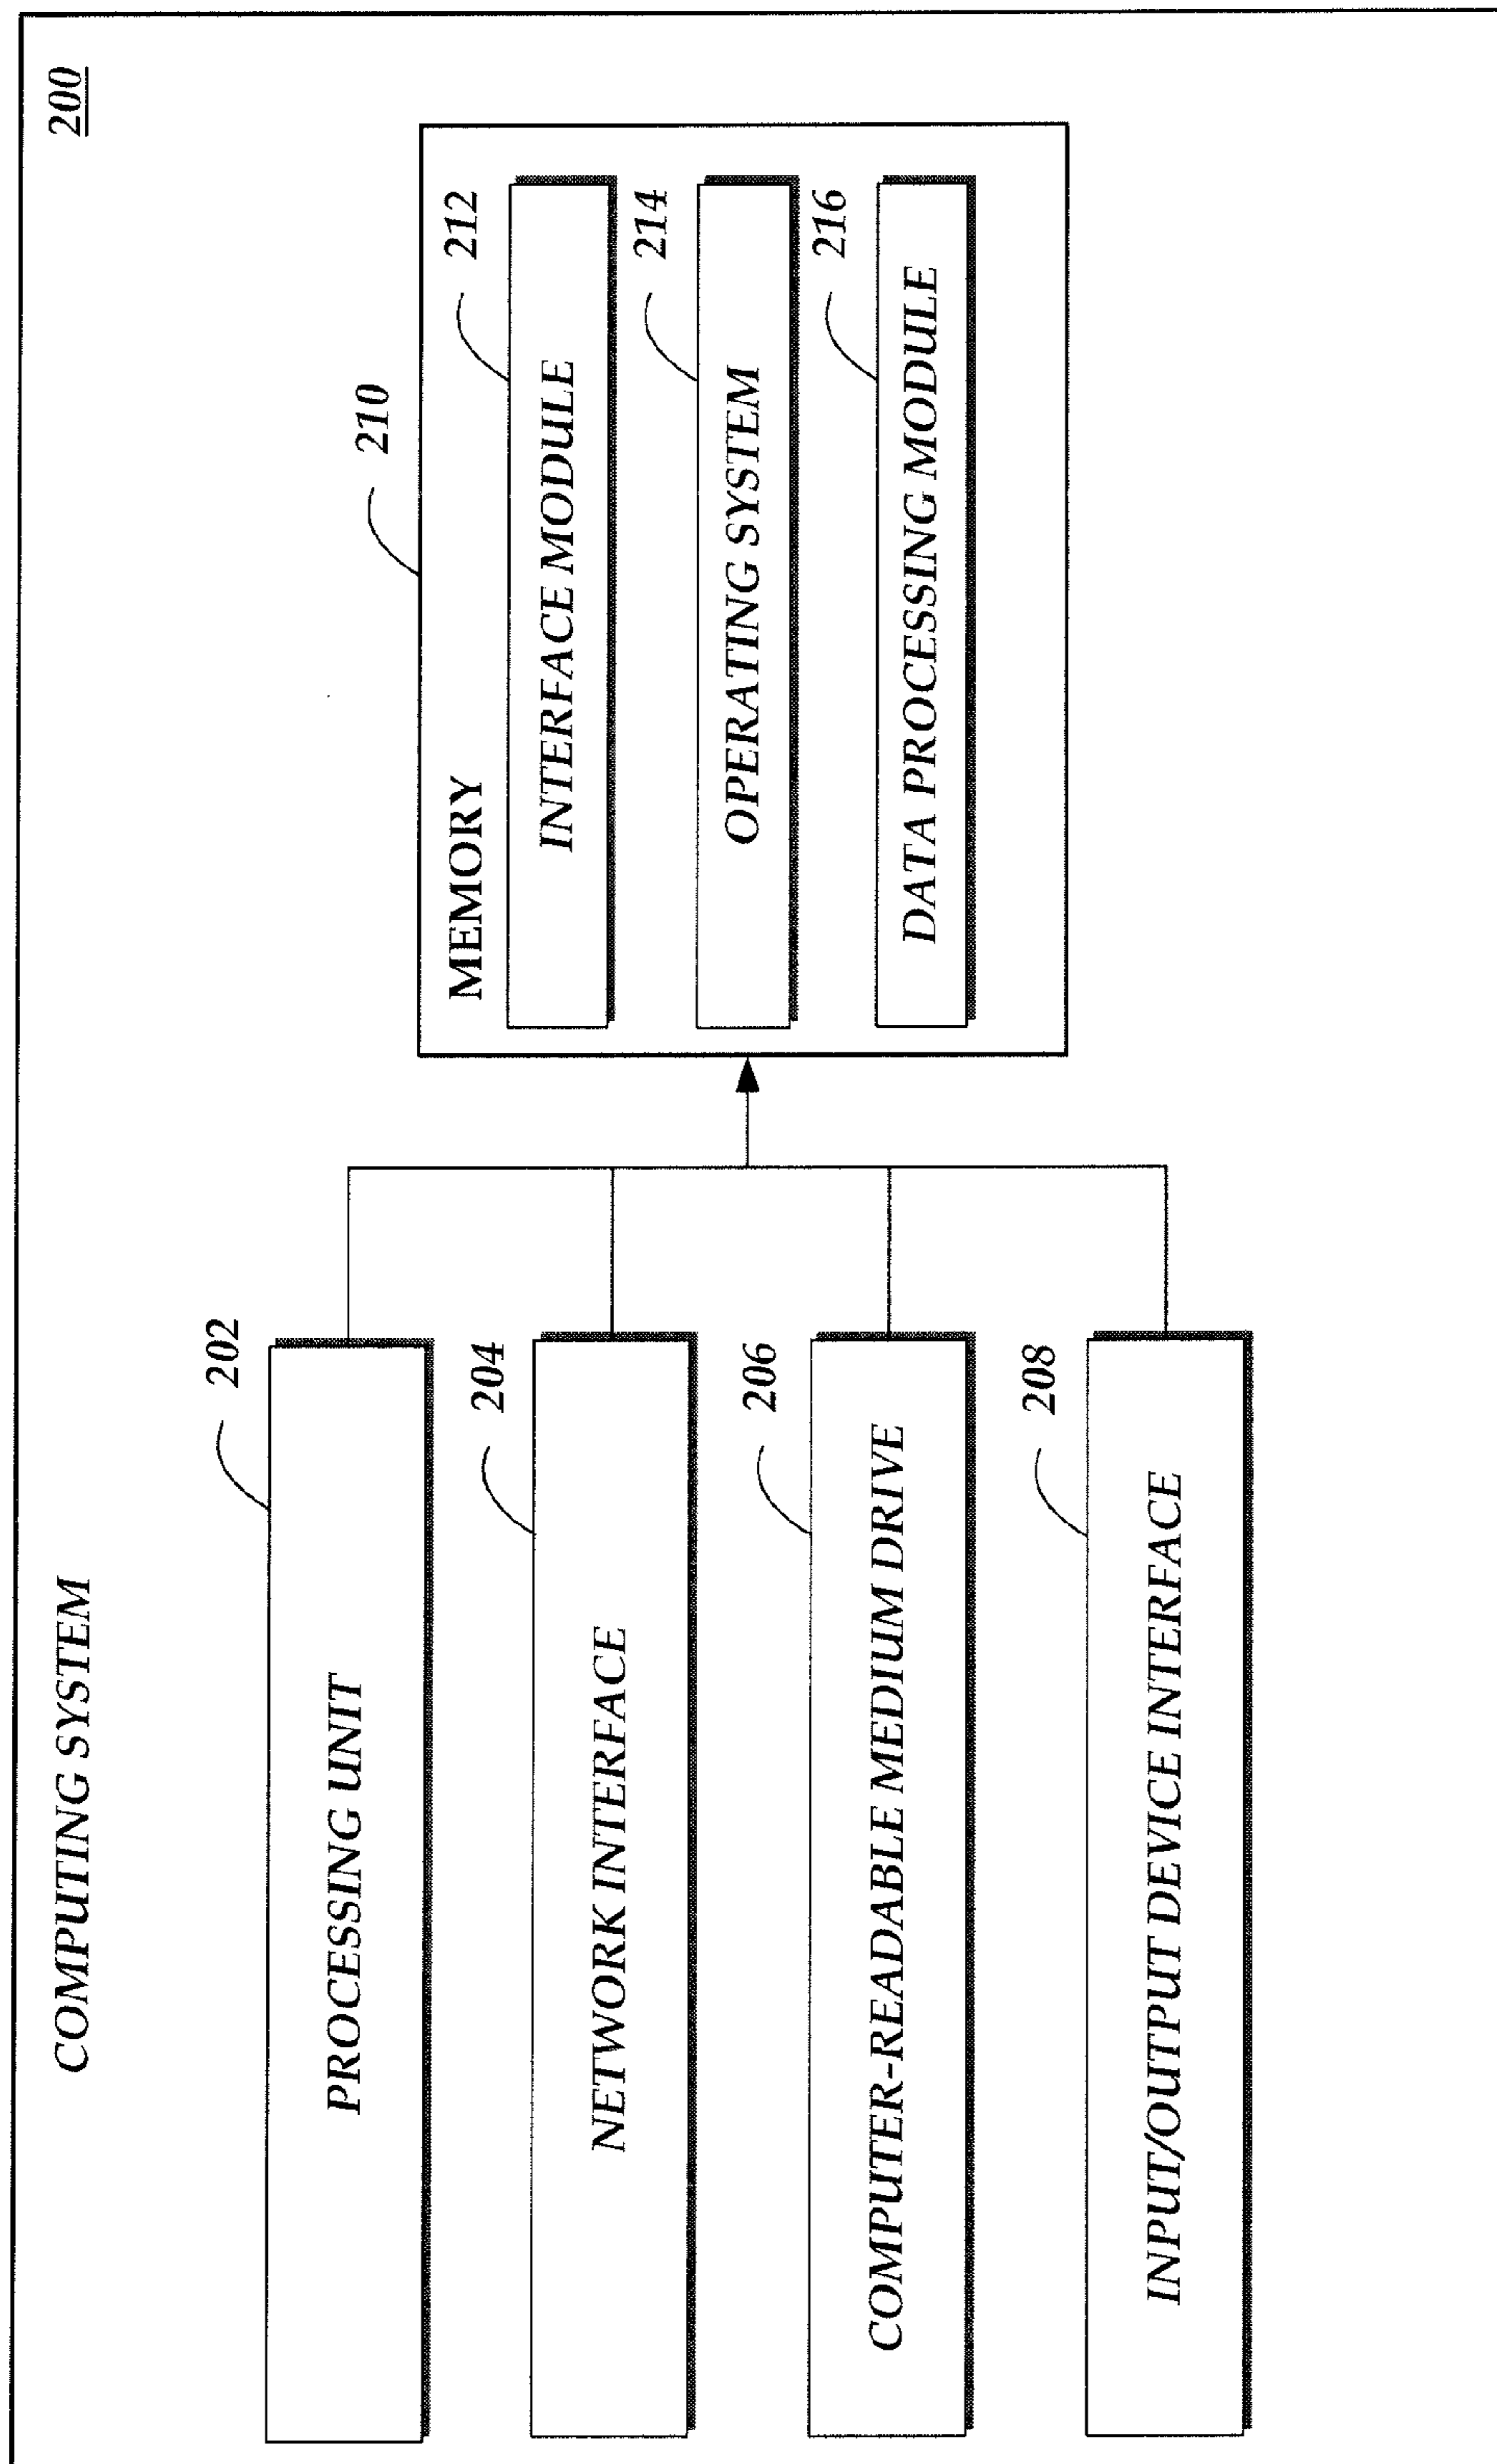 COMPUTING SYSTEM
200
202
PROCESSING UNIT
204
NETWORK INTERFACE
206
COMPUTER-READABLE MEDIUM DRIVE
208
INPUT/OUTPUT DEVICE INTERFACE
210
MEMORY
212
INTERFACE MODULE
214
OPERATING SYSTEM
216
DATA PROCESSING MODULE